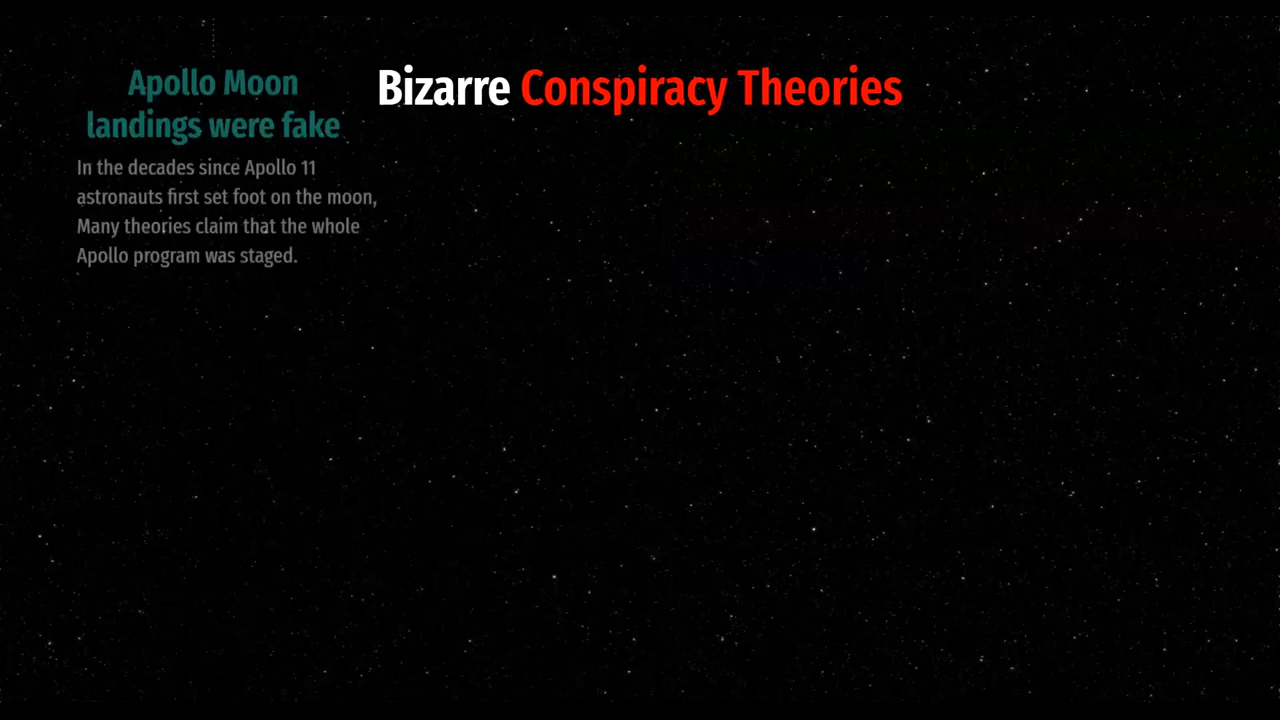 Bizarre Conspiracy Theories
Apollo Moon
landings were fake
In the decades since Apollo 11
astronauts first set foot on the moon,
Many theories claim that the whole
Apollo program was staged.